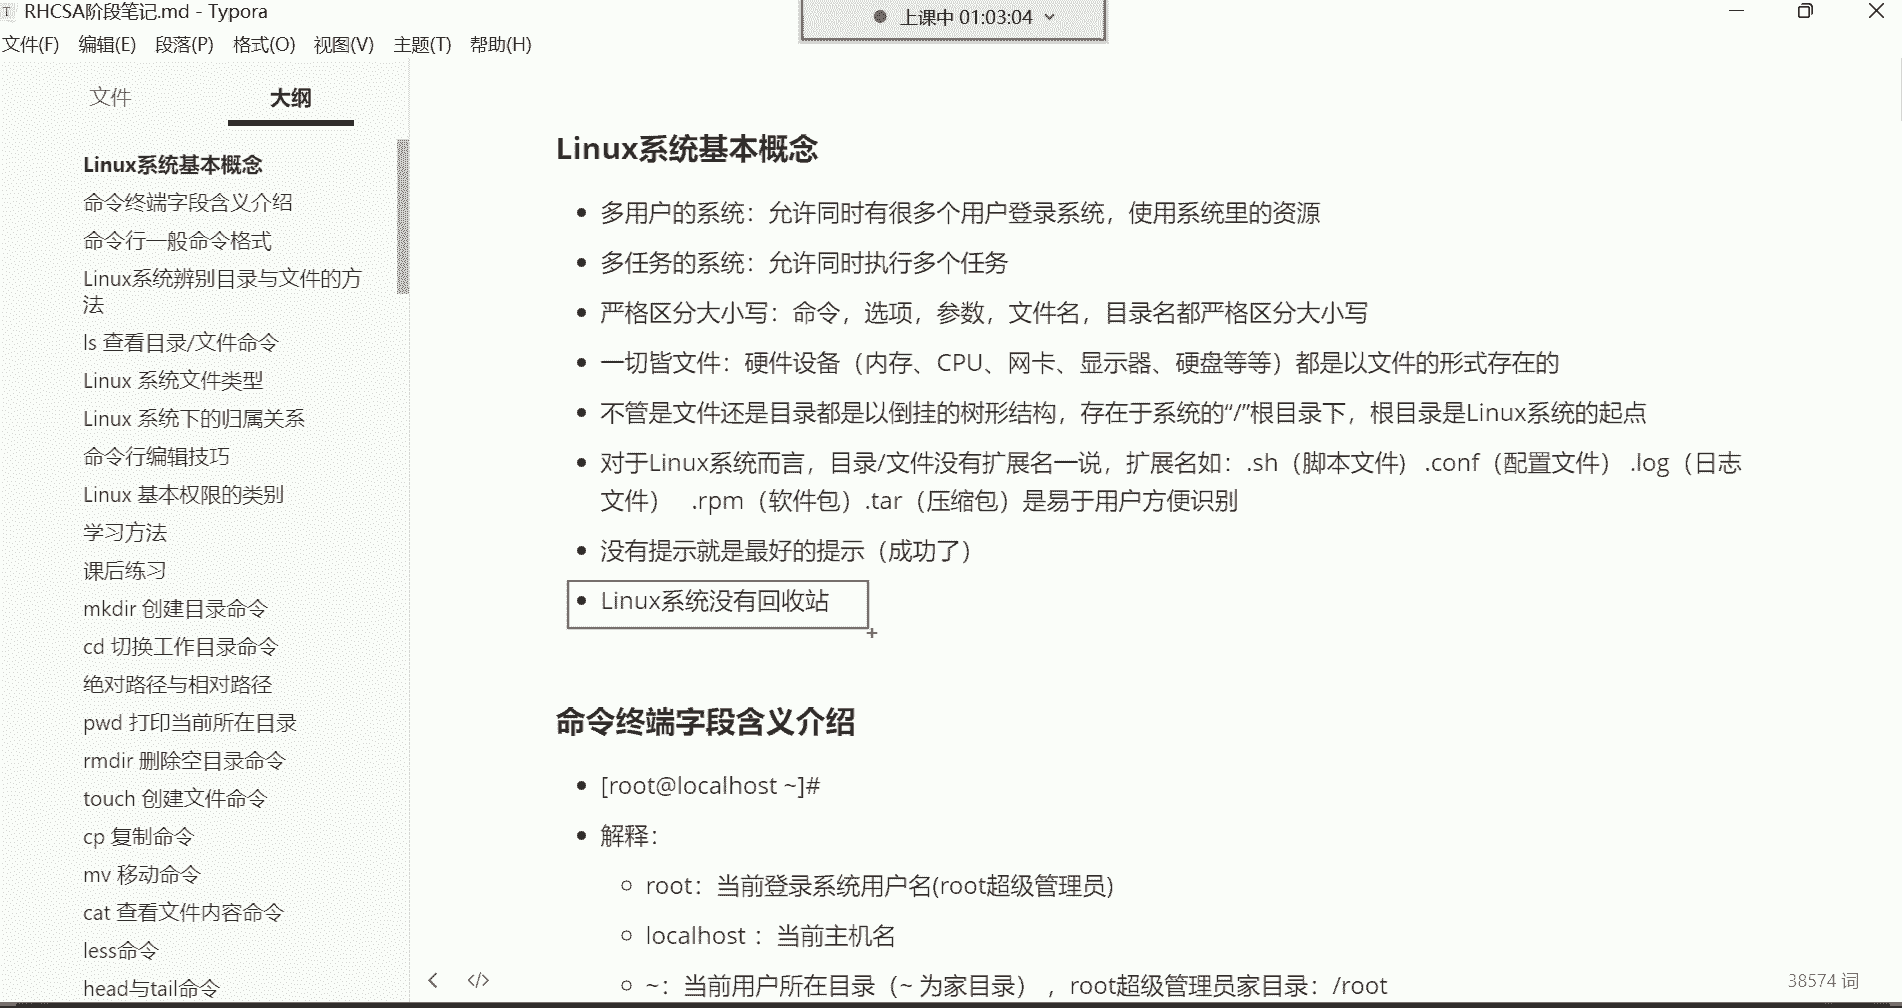 RHCSA阶段笔记.md - Typora
上课中 01:03:04
文件(F) 编辑(E) 段落(P) 格式(O) 视图(V) 主题(T) 帮助(H)
文件 大纲
Linux系统基本概念
命令终端字段含义介绍
命令行一般命令格式
Linux系统辨别目录与文件的方
法
ls 查看目录/文件命令
Linux 系统文件类型
Linux 系统下的归属关系
命令行编辑技巧
Linux 基本权限的类别
学习方法
课后练习
mkdir 创建目录命令
cd 切换工作目录命令
绝对路径与相对路径
pwd 打印当前所在目录
rmdir 删除空目录命令
touch 创建文件命令
cp 复制命令
mv 移动命令
cat 查看文件内容命令
less命令
head与tail命令
Linux系统基本概念
多用户的系统：允许同时有很多个用户登录系统，使用系统里的资源
多任务的系统：允许同时执行多个任务
严格区分大小写：命令，选项，参数，文件名，目录名都严格区分大小写
一切皆文件：硬件设备（内存、CPU、网卡、显示器、硬盘等等）都是以文件的形式存在的
不管是文件还是目录都是以倒挂的树形结构，存在于系统的“/”根目录下，根目录是Linux系统的起点
对于Linux系统而言，目录/文件没有扩展名一说，扩展名如：.sh（脚本文件）.conf（配置文件） .log（日志
文件） .rpm（软件包）.tar（压缩包）是易于用户方便识别
没有提示就是最好的提示（成功了）
Linux系统没有回收站
命令终端字段含义介绍
[root@localhost ~]#
解释：
root：当前登录系统用户名(root超级管理员)
localhost ：当前主机名
~：当前用户所在目录（~ 为家目录），root超级管理员家目录：/root
38574 词